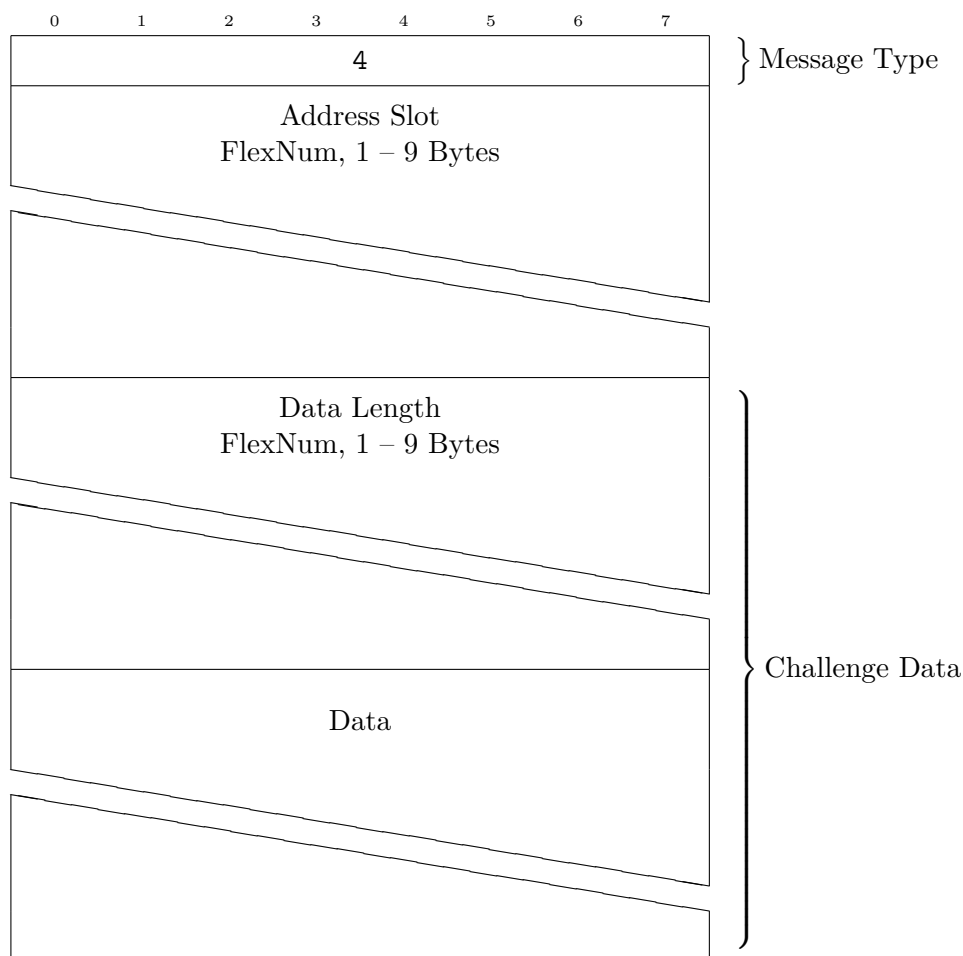 0 1 2 3 4 5 6 7
4
Message Type
Address Slot
FlexNum, 1 – 9 Bytes
Data Length
FlexNum, 1 – 9 Bytes
Challenge Data
Data